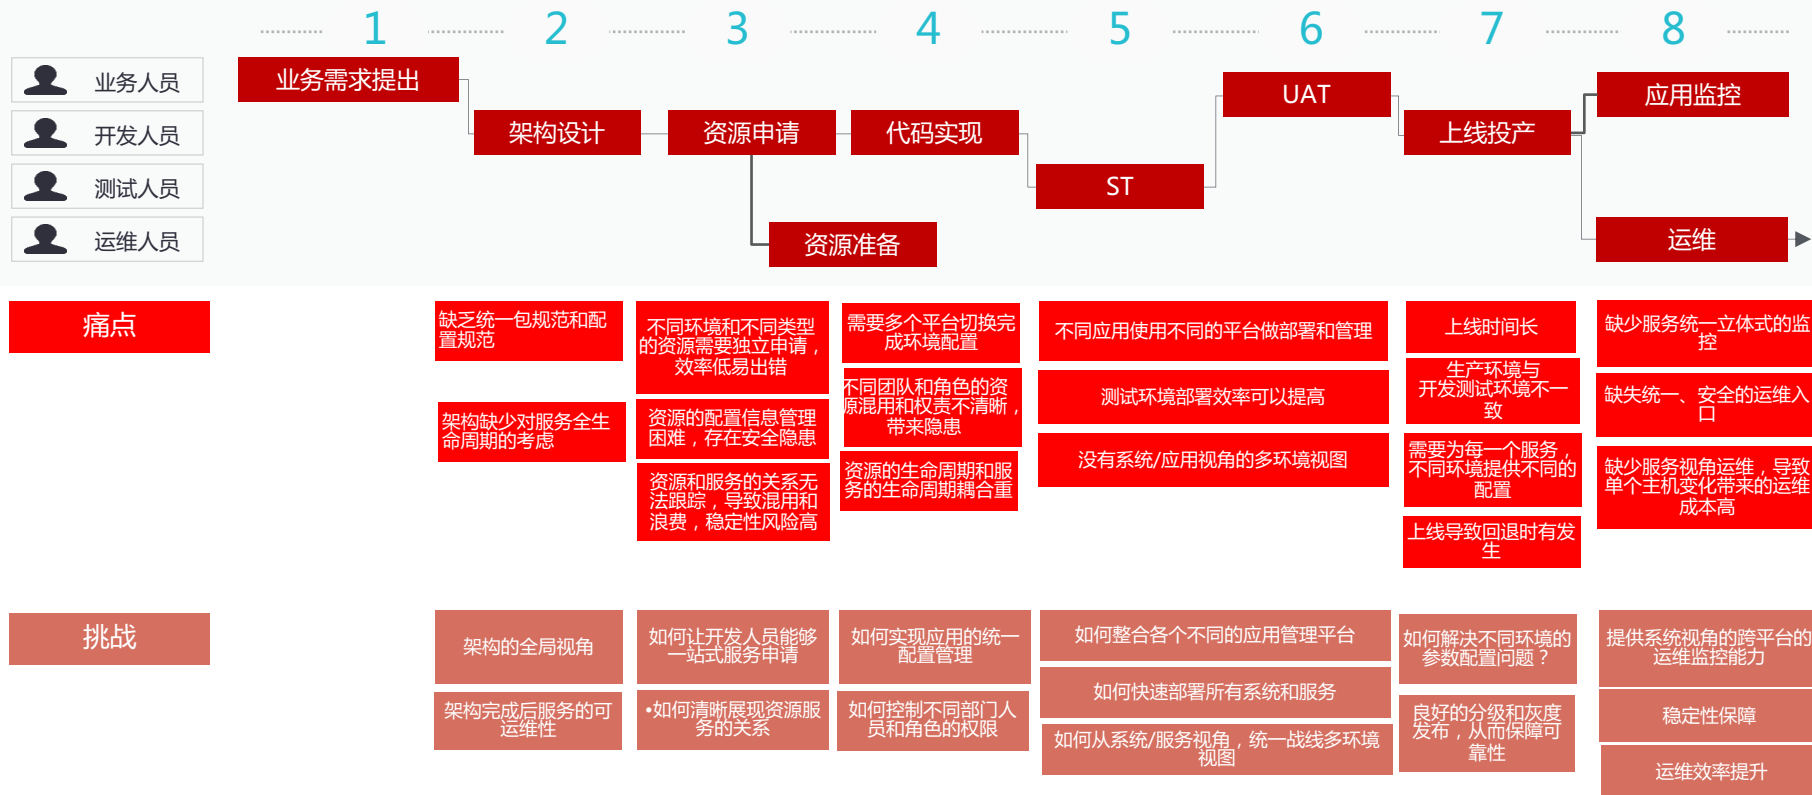 1
2
3
4
5
6
7
8
业务人员
开发人员
测试人员
运维人员
业务需求提出
架构设计
资源申请
代码实现
资源准备
ST
UAT
上线投产
应用监控
运维
痛点
缺乏统一包规范和配
置规范
架构缺少对服务全生
命周期的考虑
不同环境和不同类型
的资源需要独立申请，
效率低易出错
资源的配置信息管理
困难，存在安全隐患
资源和服务的关系无
法跟踪，导致混用和
浪费，稳定性风险高
需要多个平台切换完
成环境配置
不同团队和角色的资
源混用和权责不清晰，
带来隐患
资源的生命周期和服
务的生命周期耦合重
不同应用使用不同的平台做部署和管理
测试环境部署效率可以提高
没有系统/应用视角的多环境视图
上线时间长
生产环境与
开发测试环境不一
致
需要为每一个服务，
不同环境提供不同的
配置
上线导致回退时有发
生
缺少服务统一立体式的监
控
缺失统一、安全的运维入
口
缺少服务视角运维，导致
单个主机变化带来的运维
成本高
挑战
架构的全局视角
架构完成后服务的可
运维性
如何让开发人员能够
一站式服务申请
•如何清晰展现资源服
务的关系
如何实现应用的统一
配置管理
如何控制不同部门人
员和角色的权限
如何整合各个不同的应用管理平台
如何快速部署所有系统和服务
如何从系统/服务视角，统一战线多环境
视图
如何解决不同环境的
参数配置问题？
良好的分级和灰度
发布，从而保障可
靠性
提供系统视角的跨平台的
运维监控能力
稳定性保障
运维效率提升